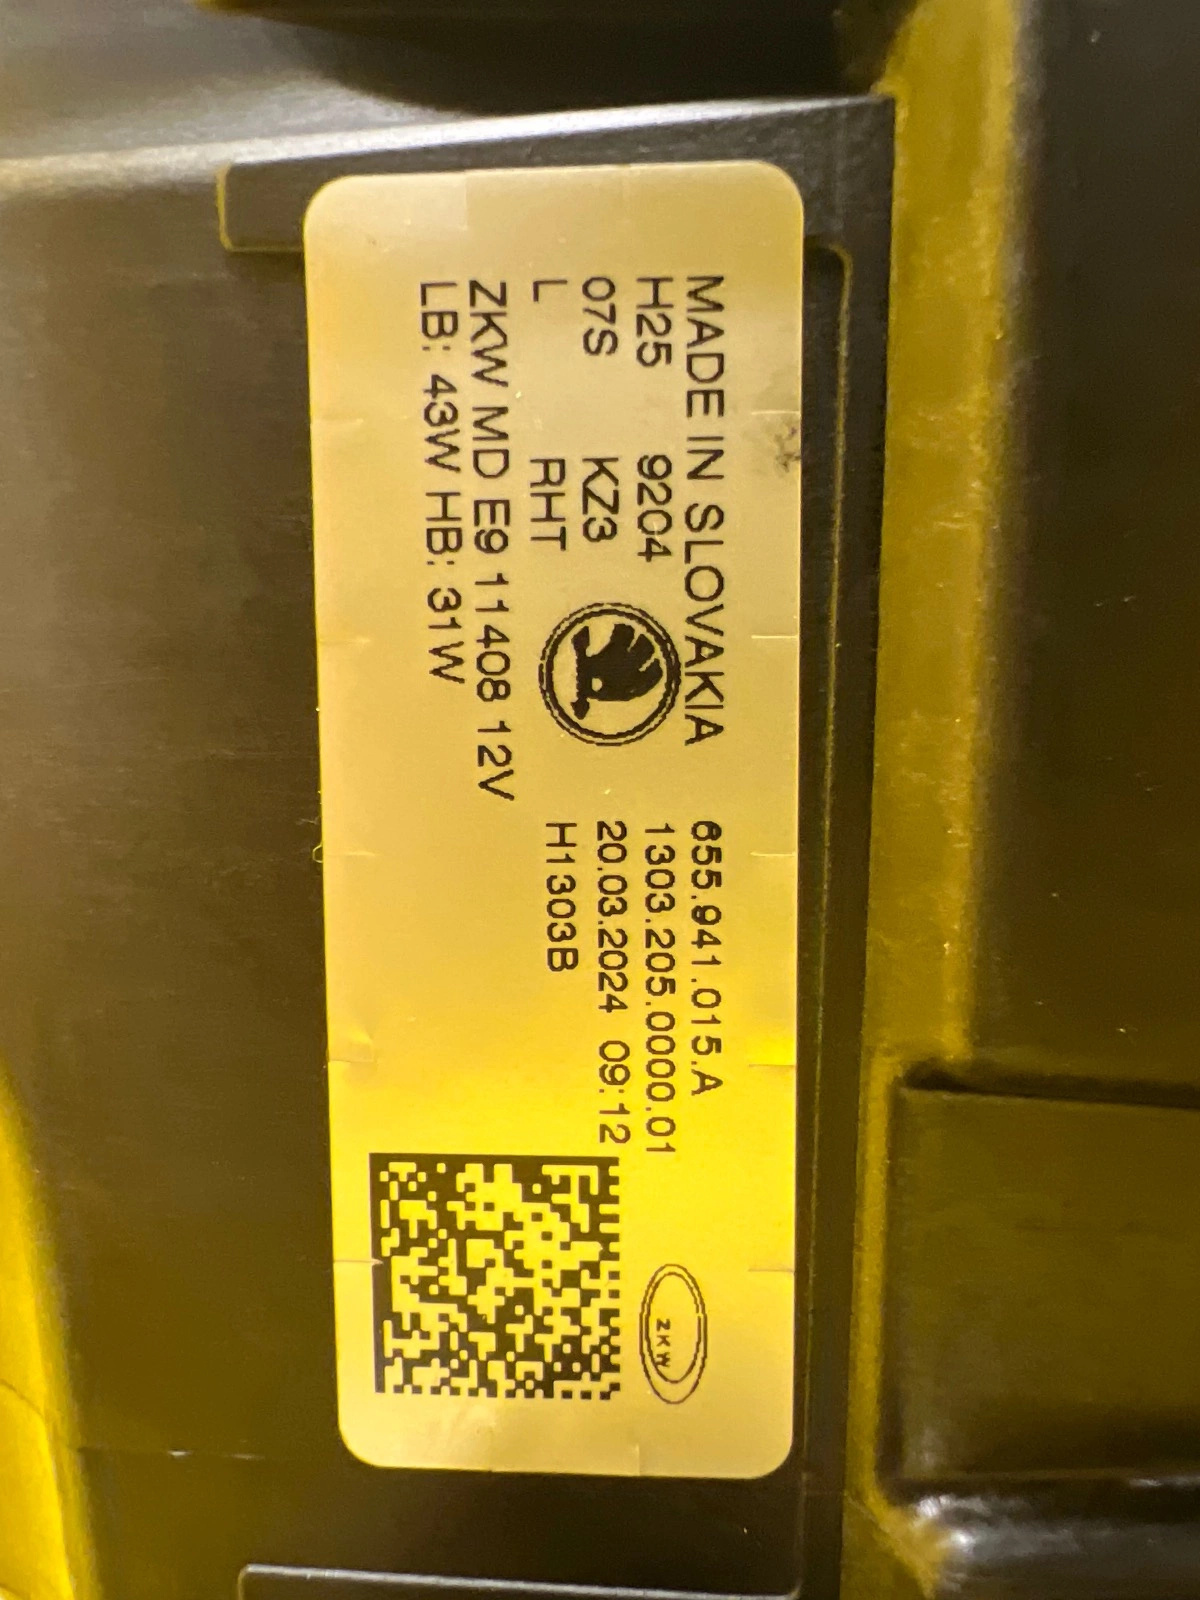 MADE IN SLOVAKIA
H25 9204
07S KZ3
L RHT
ZKW MD E9 11408 12V
LB: 43W HB: 31W
655.941.015.A
1303.205.0000.01
20.03.2024 09:12
H1303B
ZKW